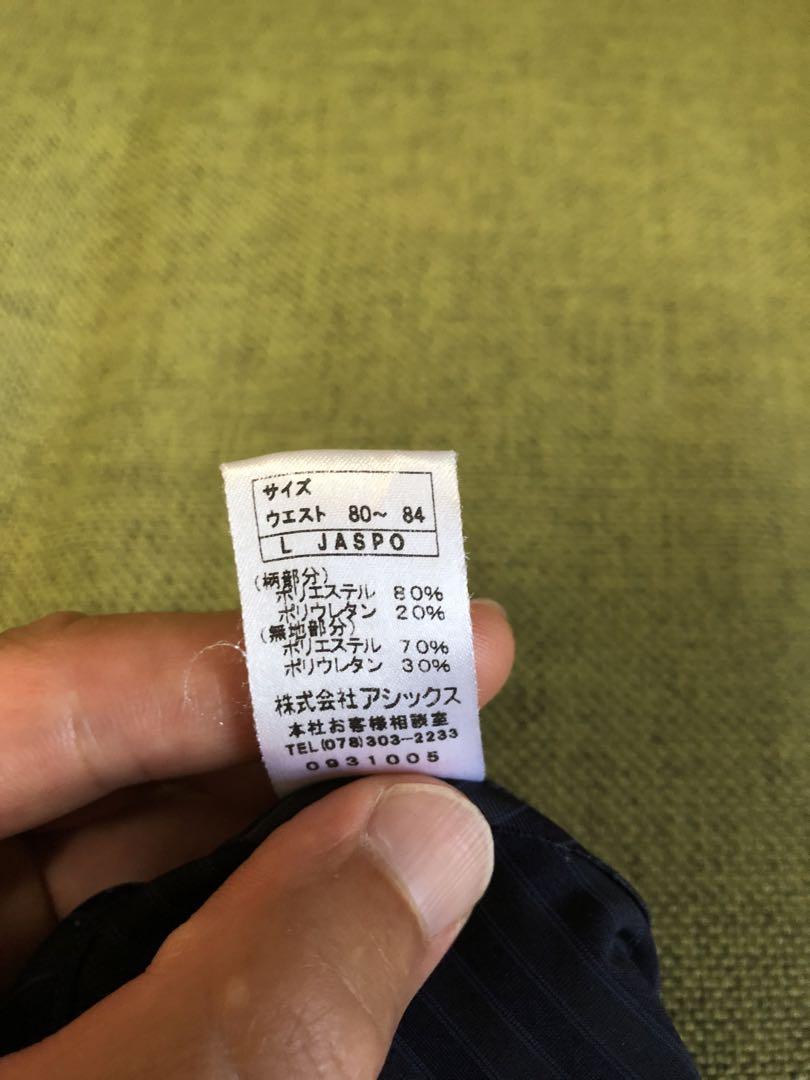 サイズ
ウエスト 80~ 84
L JASPO
(柄部分)
ポリエステル 80%
ポリウレタン 20%
(無地部分)
ポリエステル 70%
ポリウレタン 30%
株式会社アシックス
本社お客様相談室
TEL(078)303-2233
0931005